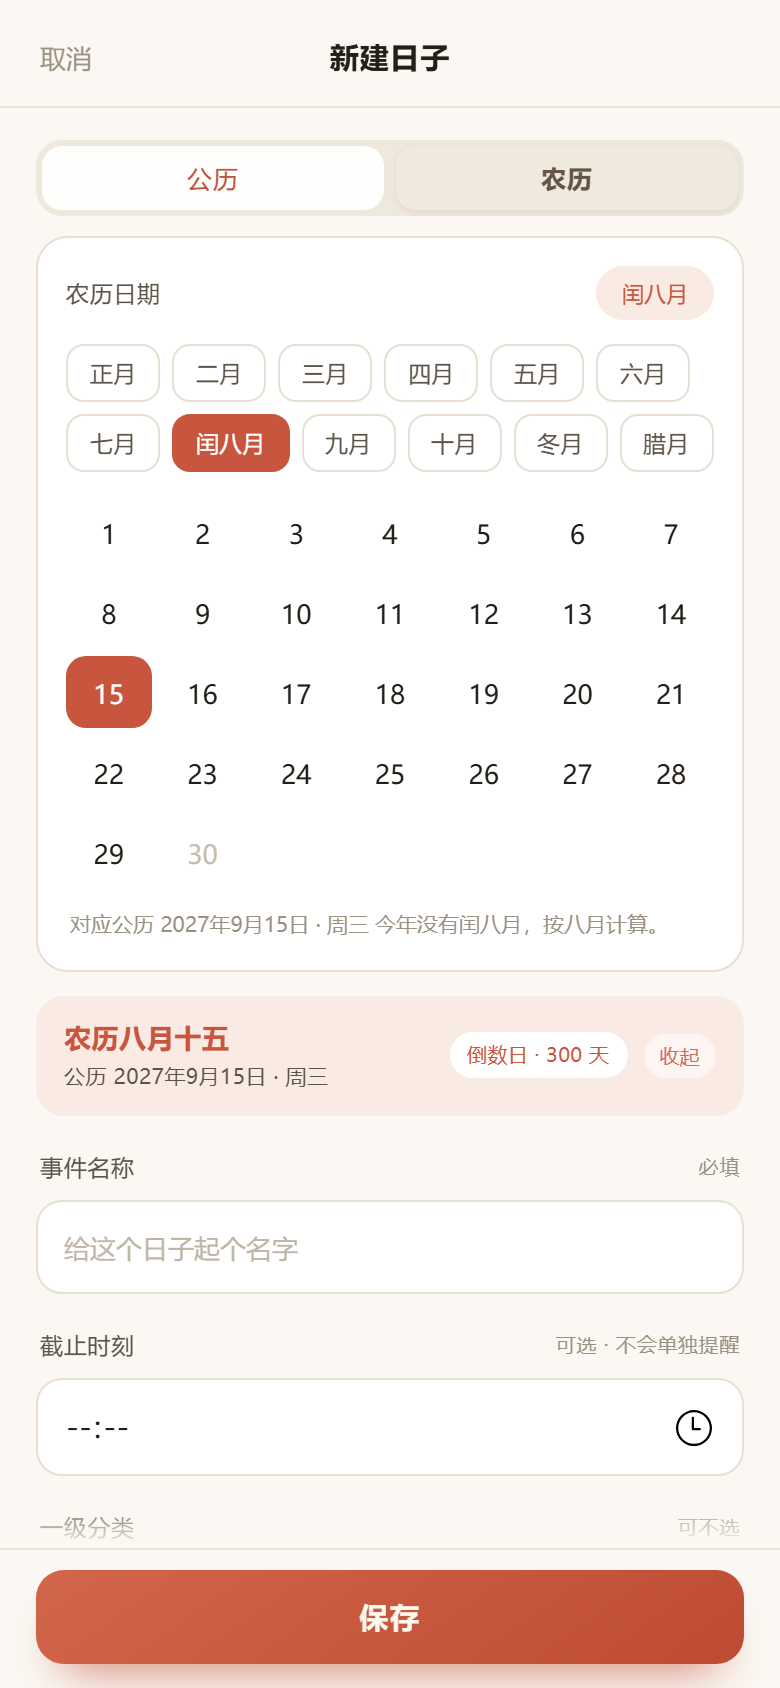 取消 新建日子
公历 农历
农历日期 闰八月
正月 二月 三月 四月 五月 六月
七月 闰八月 九月 十月 冬月 腊月
1 2 3 4 5 6 7
8 9 10 11 12 13 14
15 16 17 18 19 20 21
22 23 24 25 26 27 28
29 30
对应公历 2027年9月15日 · 周三 今年没有闰八月，按八月计算。
农历八月十五
公历 2027年9月15日 · 周三
倒数日 · 300 天 收起
事件名称 必填
给这个日子起个名字
截止时刻 可选 · 不会单独提醒
--:--
一级分类 可不选
保存